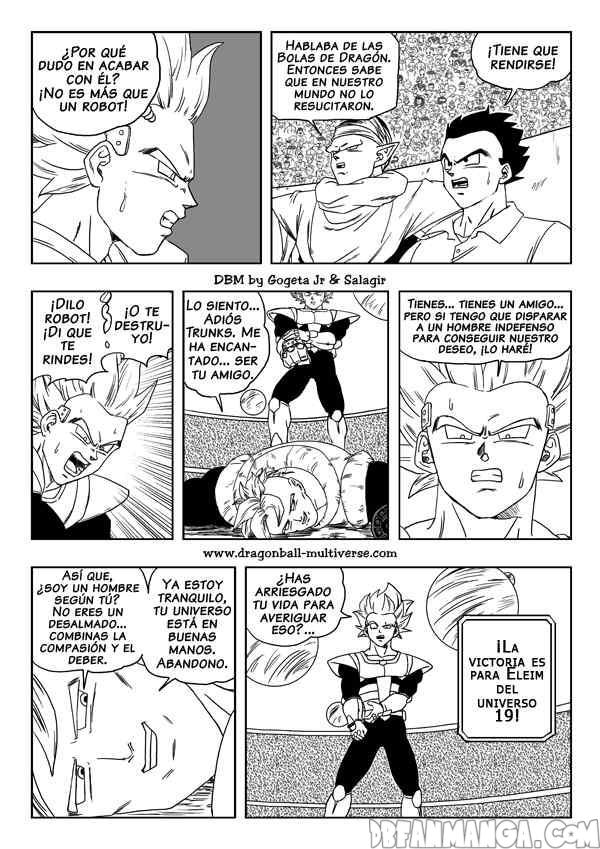 ¿Por qué
dudo en acabar
con él?
¡No es más que
un robot!
Hablaba de las
Bolas de Dragón.
Entonces sabe
que en nuestro
mundo no lo
resucitaron.
¡Tiene que
rendirse!
DBM by Gogeta Jr & Salagir
¡Dilo
robot!
¡Di que
te
rindes!
¡O te
destru-
yo!
Lo siento...
Adiós
Trunks. Me
ha encan-
tado... ser
tu amigo.
Tienes... tienes un amigo...
pero si tengo que disparar
a un hombre indefenso
para conseguir nuestro
deseo, ¡lo haré!
www.dragonball-multiverse.com
Así que,
¿soy un hombre
según tú?
No eres un
desalmado...
combinas la
compasión y el
deber.
Ya estoy
tranquilo,
tu universo
está en
buenas
manos.
Abandono.
¿Has
arriesgado
tu vida para
averiguar
eso?...
¡La
victoria es
para Eleim
del
universo
19!
DBFANMANGA.COM